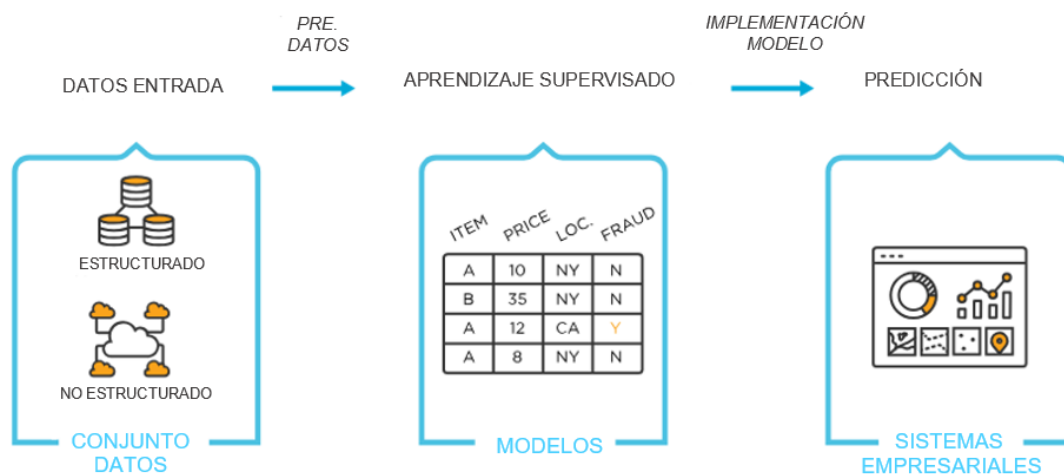 PRE.
DATOS
IMPLEMENTACIÓN
MODELO
DATOS ENTRADA
APRENDIZAJE SUPERVISADO
PREDICCIÓN
ESTRUCTURADO
NO ESTRUCTURADO
CONJUNTO
DATOS
ITEM PRICE LOC. FRAUD
A 10 NY N
B 35 NY N
A 12 CA Y
A 8 NY N
MODELOS
SISTEMAS
EMPRESARIALES